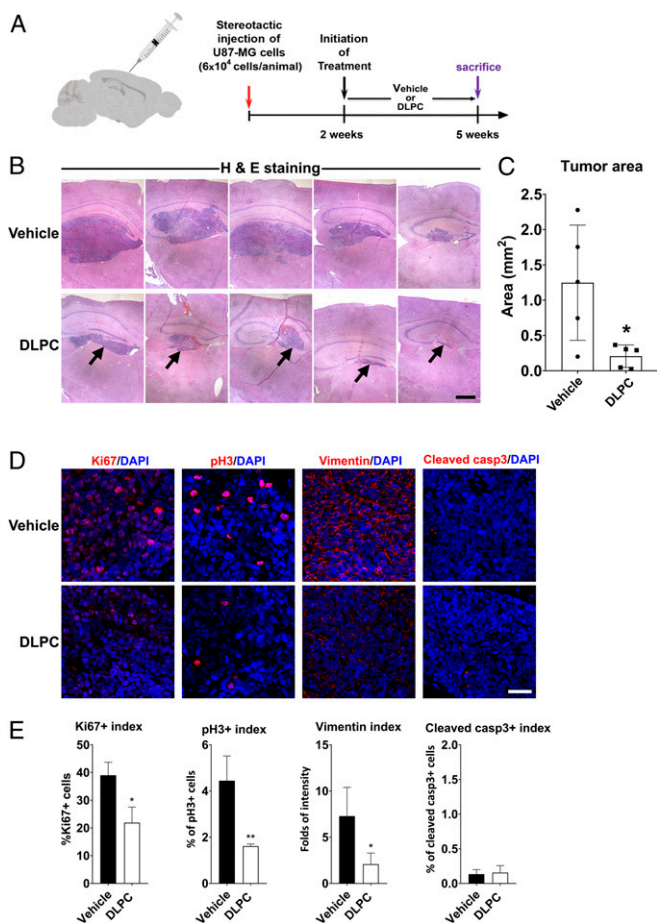 A
Stereotactic
injection of
U87-MG cells
(6x10⁴ cells/animal)
Initiation
of
Treatment
Vehicle
or
DLPC
sacrifice
2 weeks
5 weeks
B
H & E staining
Vehicle
DLPC
C
Tumor area
Area (mm²)
2.5
2.0
1.5
1.0
0.5
0.0
*
Vehicle
DLPC
D
Ki67/DAPI
pH3/DAPI
Vimentin/DAPI
Cleaved casp3/DAPI
Vehicle
DLPC
E
Ki67+ index
%Ki67+ cells
50
40
30
20
10
0
*
Vehicle
DLPC
pH3+ index
% of pH3+ cells
6
4
2
0
**
Vehicle
DLPC
Vimentin index
Folds of intensity
15
10
5
0
*
Vehicle
DLPC
Cleaved casp3+ index
% of cleaved casp3+ cells
2.0
1.5
1.0
0.5
0.0
Vehicle
DLPC